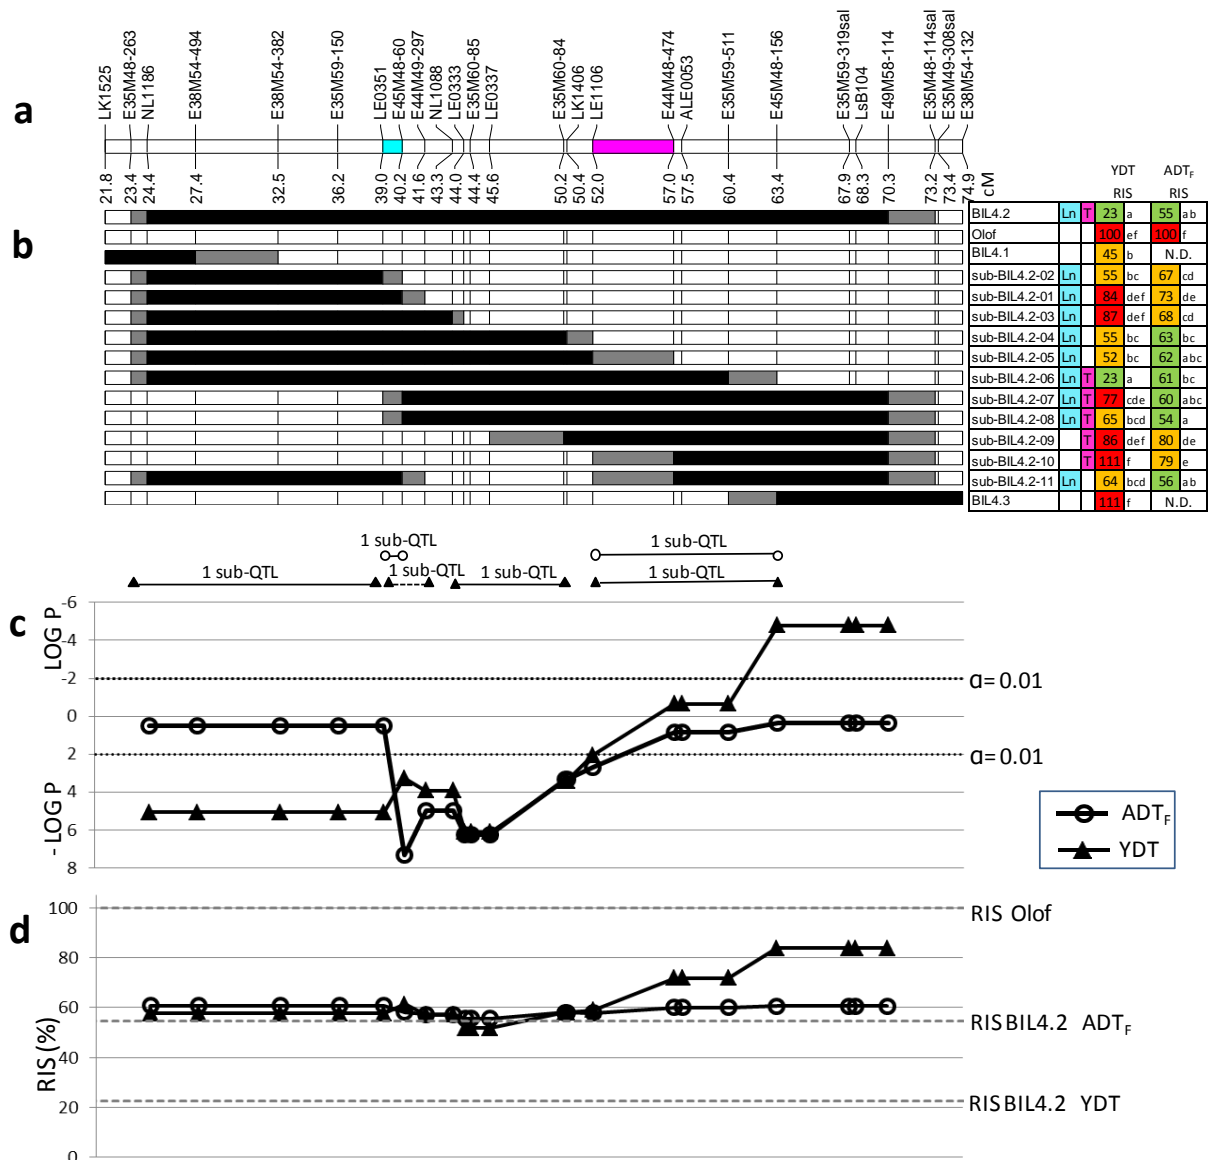 a
LK1525
E35M48-263
NL1186
E38M54-494
E38M54-382
E35M59-150
LE0351
E45M48-60
E44M49-297
NL1088
LE0333
E35M60-85
LE0337
E35M60-84
LK1406
LE1106
E44M48-474
ALE0053
E35M59-511
E45M48-156
E35M59-319sal
LsB104
E49M58-114
E35M48-114sal
E35M49-308sal
E38M54-132
21.8
23.4
24.4
27.4
32.5
36.2
39.0
40.2
41.6
43.3
44.0
44.4
45.6
50.2
50.4
52.0
57.0
57.5
60.4
63.4
67.9
68.3
70.3
73.2
73.4
74.9
cM
b
YDT ADTF
RIS RIS
BIL4.2 Ln T 23 a 55 ab
Olof 100 ef 100 f
BIL4.1 45 b N.D.
sub-BIL4.2-02 Ln 55 bc 67 cd
sub-BIL4.2-01 Ln 84 def 73 de
sub-BIL4.2-03 Ln 87 def 68 cd
sub-BIL4.2-04 Ln 55 bc 63 bc
sub-BIL4.2-05 Ln 52 bc 62 abc
sub-BIL4.2-06 Ln T 23 a 61 bc
sub-BIL4.2-07 Ln T 77 cde 60 abc
sub-BIL4.2-08 Ln T 65 bcd 54 a
sub-BIL4.2-09 T 86 def 80 de
sub-BIL4.2-10 T 111 f 79 e
sub-BIL4.2-11 Ln 64 bcd 56 ab
BIL4.3 111 f N.D.
1 sub-QTL 1 sub-QTL
1 sub-QTL 1 sub-QTL 1 sub-QTL 1 sub-QTL
c
- LOG P LOG P
-6
-4
-2
0
2
4
6
8
α= 0.01
α= 0.01
ADTF
YDT
d
RIS (%)
100
80
60
40
20
0
RIS Olof
RIS BIL4.2 ADTF
RIS BIL4.2 YDT